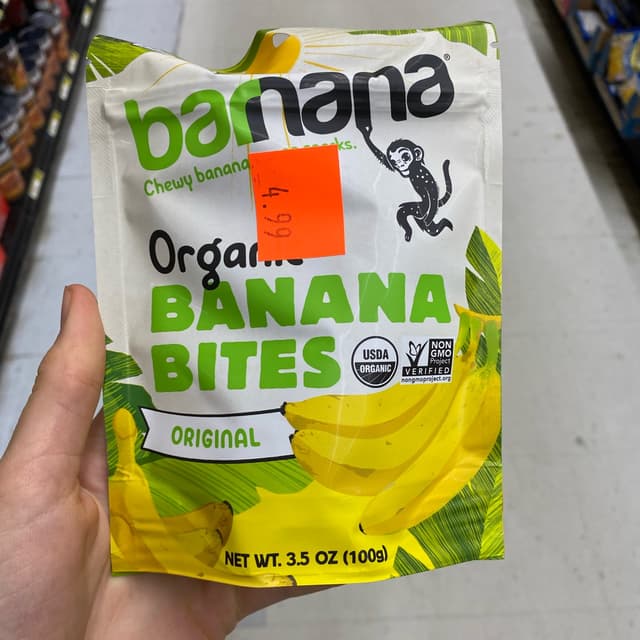 barnana®
Chewy banana snacks.
4.99
Organic
BANANA
BITES
USDA
ORGANIC
NON
GMO
Project
VERIFIED
nongmoproject.org
ORIGINAL
NET WT. 3.5 OZ (100g)